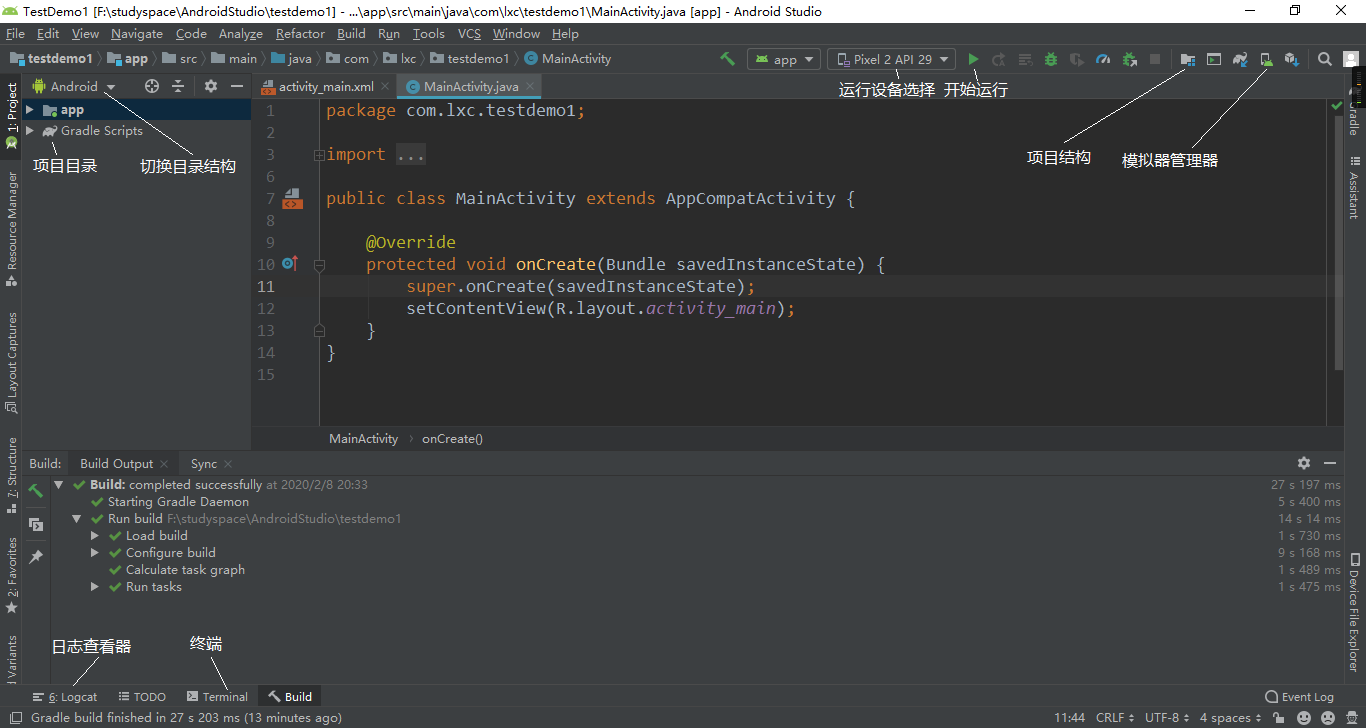 TestDemo1 [F:\studyspace\AndroidStudio\testdemo1] - ...\app\src\main\java\com\lxc\testdemo1\MainActivity.java [app] - Android Studio
File Edit View Navigate Code Analyze Refactor Build Run Tools VCS Window Help
testdemo1 app src main java com lxc testdemo1 MainActivity app Pixel 2 API 29
运行设备选择 开始运行
Android activity_main.xml MainActivity.java
1: Project
app
Gradle Scripts
项目目录 切换目录结构
项目结构 模拟器管理器
Resource Manager
Layout Captures
7: Structure
2: Favorites
Variants
1 package com.lxc.testdemo1;
2
3 import ...
6
7 public class MainActivity extends AppCompatActivity {
8
9 @Override
10 protected void onCreate(Bundle savedInstanceState) {
11 super.onCreate(savedInstanceState);
12 setContentView(R.layout.activity_main);
13 }
14 }
15
MainActivity onCreate()
Assistant
Device File Explorer
Build: Build Output Sync
Build: completed successfully at 2020/2/8 20:33 27 s 197 ms
Starting Gradle Daemon 5 s 400 ms
Run build F:\studyspace\AndroidStudio\testdemo1 14 s 14 ms
Load build 1 s 730 ms
Configure build 9 s 168 ms
Calculate task graph 1 s 489 ms
Run tasks 1 s 475 ms
日志查看器 终端
6: Logcat TODO Terminal Build Event Log
Gradle build finished in 27 s 203 ms (13 minutes ago) 11:44 CRLF UTF-8 4 spaces